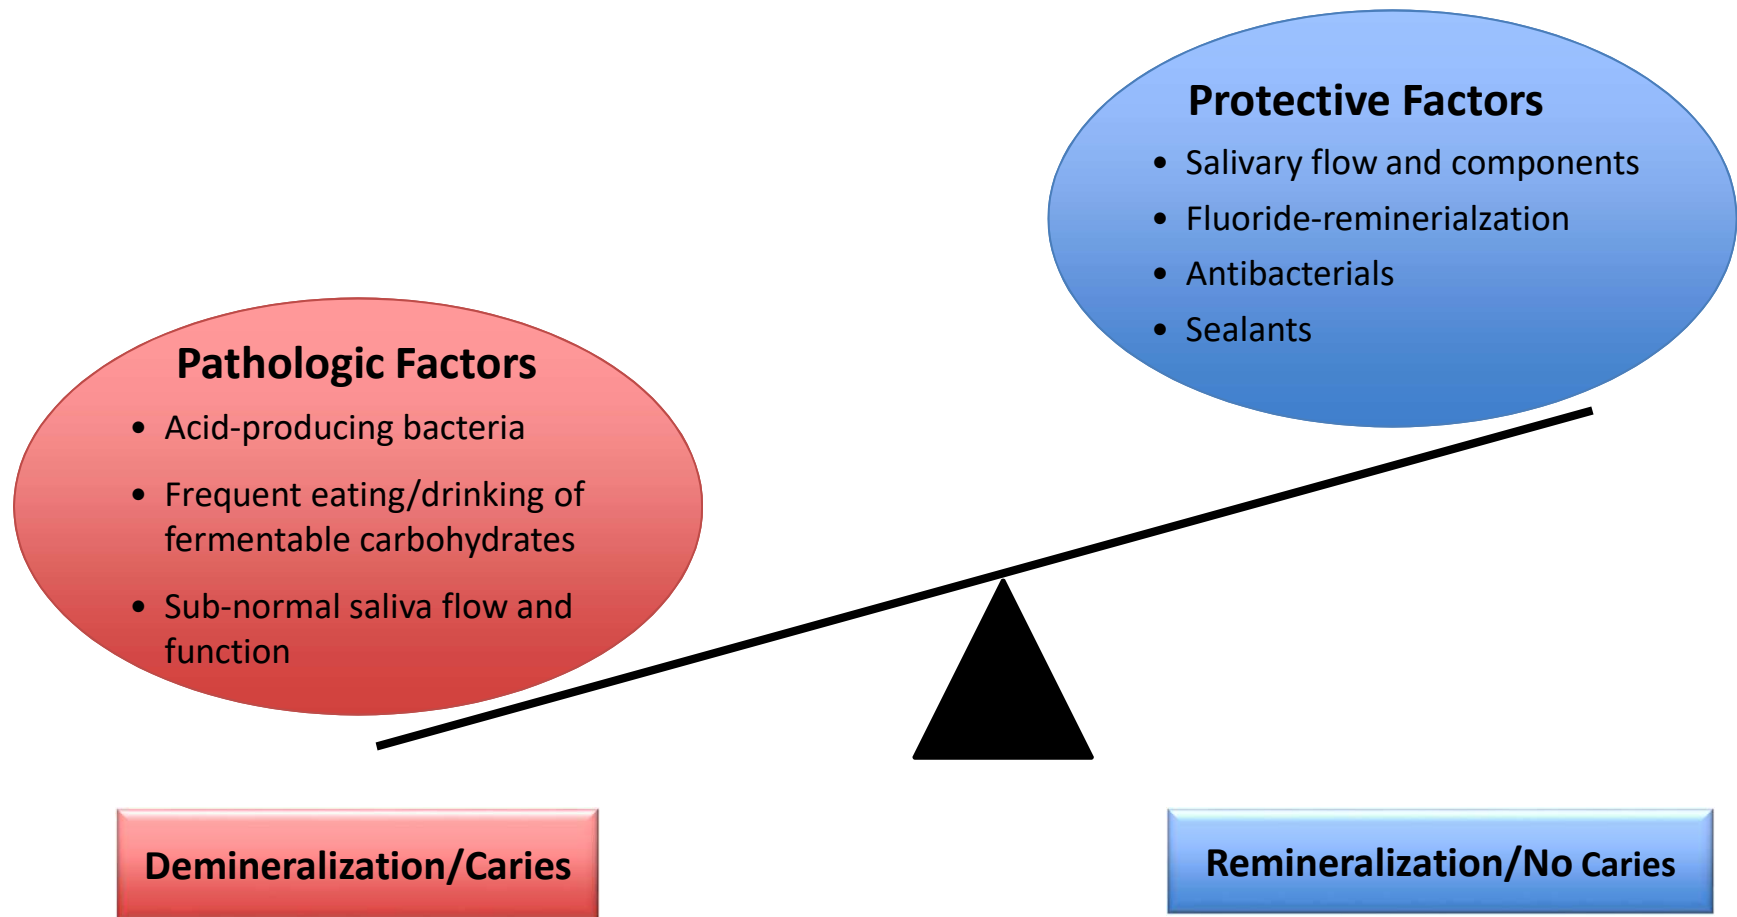 Protective Factors
• Salivary flow and components
• Fluoride-reminerialzation
• Antibacterials
• Sealants
Pathologic Factors
• Acid-producing bacteria
• Frequent eating/drinking of
fermentable carbohydrates
• Sub-normal saliva flow and
function
Demineralization/Caries
Remineralization/No Caries